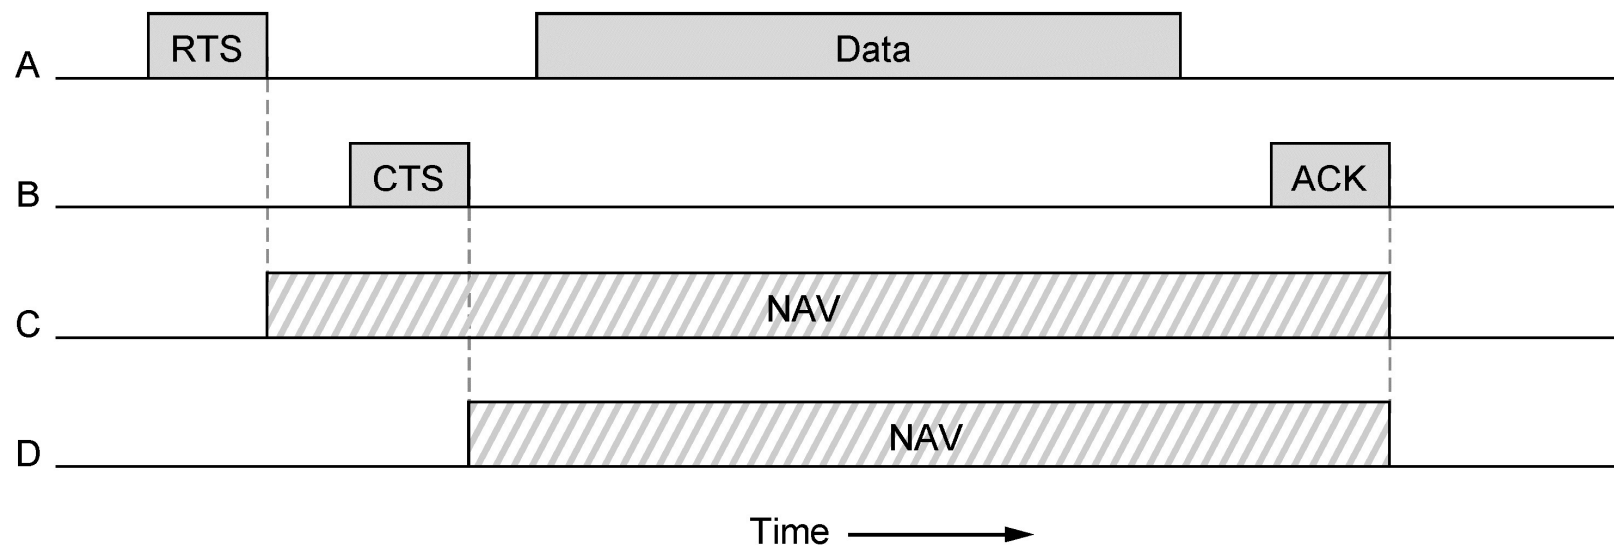 A RTS Data
B CTS ACK
C NAV
D NAV
Time